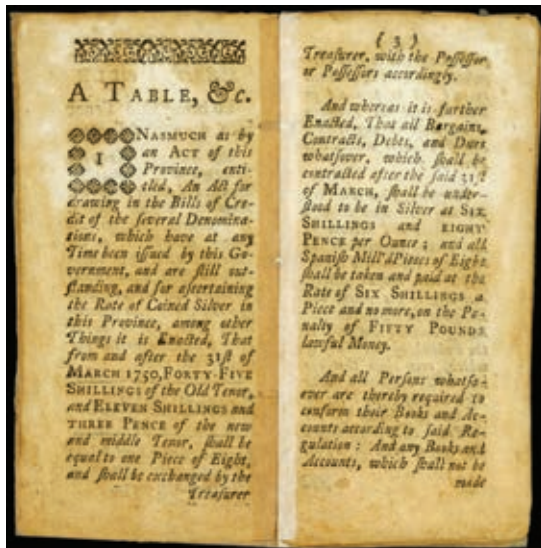 A TABLE, &c.
INASMUCH as by
an ACT of this
Province, enti-
tled, An Act for
drawing in the Bills of Cre-
dit of the ſeveral Denomina-
tions, which have at any
Time been iſſued by this Go-
vernment, and are ſtill out-
ſtanding, and for aſcertaining
the Rate of Coined Silver in
this Province, among other
Things it is Enacted, That
from and after the 31ſt of
MARCH 1750, FORTY-FIVE
SHILLINGS of the Old Tenor,
and ELEVEN SHILLINGS and
THREE PENCE of the new
and middle Tenor, ſhall be
equal to one Piece of Eight,
and ſhall be exchanged by the
Treaſurer
( 3 )
Treaſurer, with the Poſſeſſor
or Poſſeſſors accordingly.
And whereas it is further
Enacted, That all Bargains,
Contracts, Debts, and Dues
whatſover, which ſhall be
contracted after the ſaid 31ſt
of MARCH, ſhall be under-
ſtood to be in Silver at SIX
SHILLINGS and EIGHT
PENCE per Ounce; and all
Spaniſh Mill'd Pieces of Eight
ſhall be taken and paid at the
Rate of SIX SHILLINGS a
Piece and no more, on the Pe-
nalty of FIFTY POUNDS
lawful Money.
And all Perſons whatſo-
ever are thereby required to
conform their Books and Ac-
counts according to ſaid Re-
gulation: And any Books and
Accounts, which ſhall not be
made